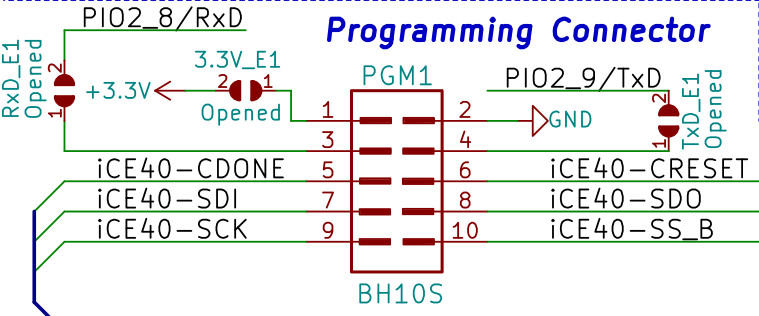 PIO2_8/RxD
Programming Connector
RxD_E1
Opened
2
1
3.3V_E1
+3.3V
2
1
Opened
PGM1
PIO2_9/TxD
TxD_E1
Opened
2
1
1
2
GND
3
4
iCE40-CDONE
5
6
iCE40-CRESET
iCE40-SDI
7
8
iCE40-SDO
iCE40-SCK
9
10
iCE40-SS_B
BH10S